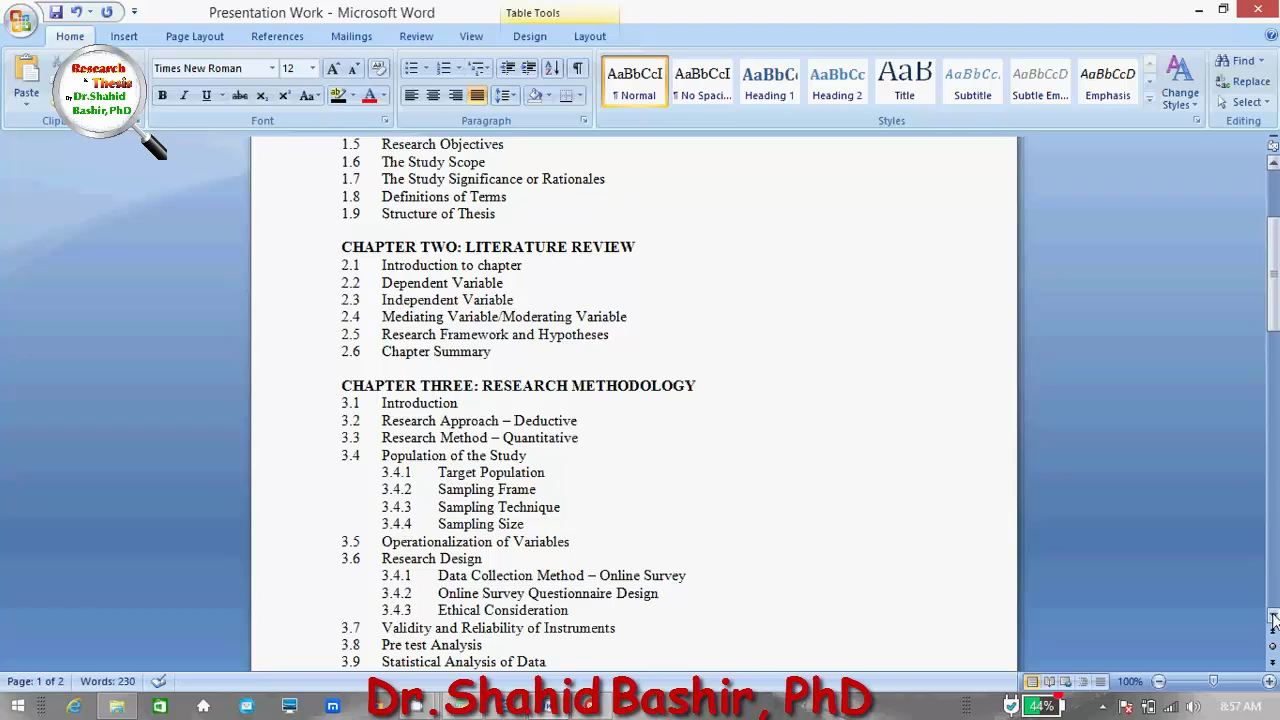 Presentation Work - Microsoft Word
Table Tools
Home Insert Page Layout References Mailings Review View Design Layout
Research
Thesis
By Dr.Shahid
Bashir, PhD
Paste
Times New Roman 12
B I U abc X₂ X² Aa
AaBbCcI AaBbCcI AaBbC AaBbCc AaB AaBbCc. AaBbCcD AaBbCcD
¶ Normal ¶ No Spaci... Heading 1 Heading 2 Title Subtitle Subtle Em... Emphasis
Change
Styles
Find
Replace
Select
Font Paragraph Styles Editing
1.5 Research Objectives
1.6 The Study Scope
1.7 The Study Significance or Rationales
1.8 Definitions of Terms
1.9 Structure of Thesis
CHAPTER TWO: LITERATURE REVIEW
2.1 Introduction to chapter
2.2 Dependent Variable
2.3 Independent Variable
2.4 Mediating Variable/Moderating Variable
2.5 Research Framework and Hypotheses
2.6 Chapter Summary
CHAPTER THREE: RESEARCH METHODOLOGY
3.1 Introduction
3.2 Research Approach – Deductive
3.3 Research Method – Quantitative
3.4 Population of the Study
3.4.1 Target Population
3.4.2 Sampling Frame
3.4.3 Sampling Technique
3.4.4 Sampling Size
3.5 Operationalization of Variables
3.6 Research Design
3.4.1 Data Collection Method – Online Survey
3.4.2 Online Survey Questionnaire Design
3.4.3 Ethical Consideration
3.7 Validity and Reliability of Instruments
3.8 Pre test Analysis
3.9 Statistical Analysis of Data
Page: 1 of 2 Words: 230 100%
Dr.Shahid Bashir, PhD
44% 8:57 AM